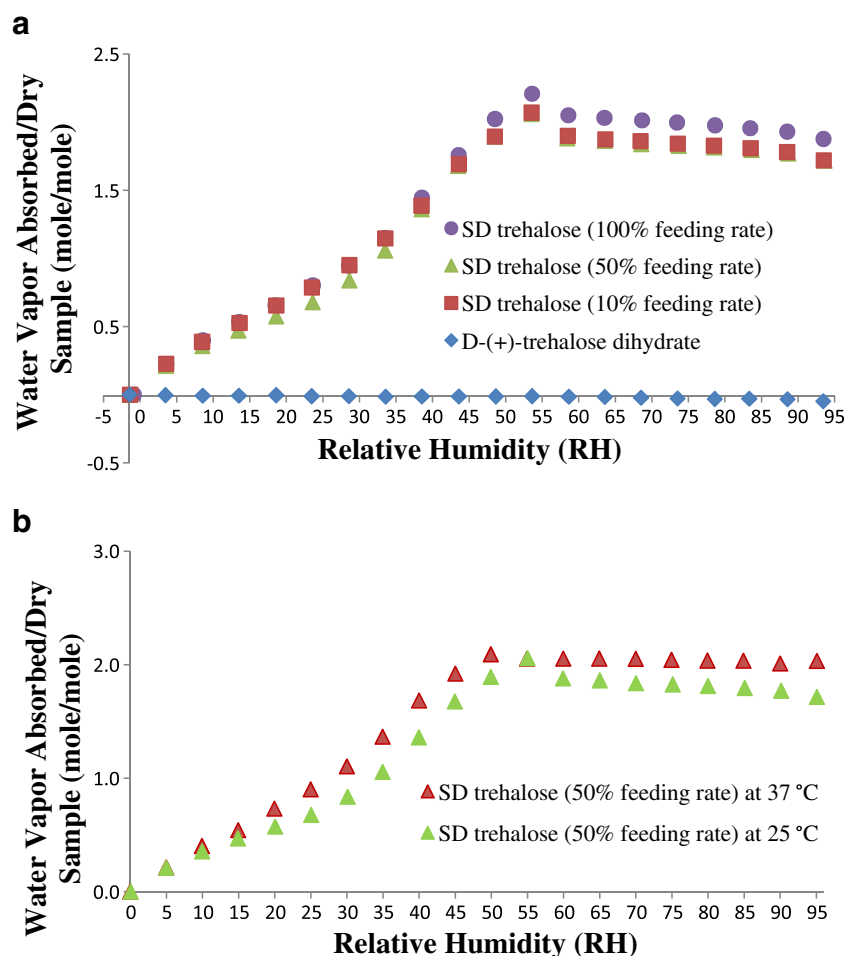 a
Water Vapor Absorbed/Dry
Sample (mole/mole)
2.5
1.5
0.5
-0.5
SD trehalose (100% feeding rate)
SD trehalose (50% feeding rate)
SD trehalose (10% feeding rate)
D-(+)-trehalose dihydrate
-5 0 5 10 15 20 25 30 35 40 45 50 55 60 65 70 75 80 85 90 95
Relative Humidity (RH)
b
Water Vapor Absorbed/Dry
Sample (mole/mole)
3.0
2.0
1.0
0.0
SD trehalose (50% feeding rate) at 37 °C
SD trehalose (50% feeding rate) at 25 °C
0 5 10 15 20 25 30 35 40 45 50 55 60 65 70 75 80 85 90 95
Relative Humidity (RH)